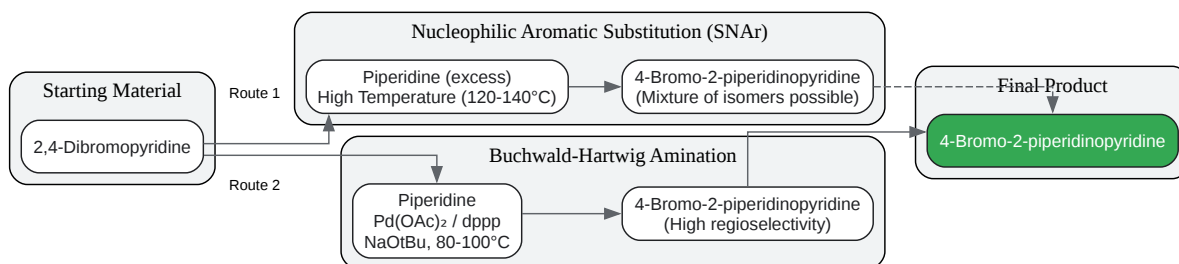 Nucleophilic Aromatic Substitution (SNAr)
Starting Material
Route 1
Piperidine (excess)
High Temperature (120-140°C)
4-Bromo-2-piperidinopyridine
(Mixture of isomers possible)
Final Product
2,4-Dibromopyridine
4-Bromo-2-piperidinopyridine
Route 2
Buchwald-Hartwig Amination
Piperidine
Pd(OAc)₂ / dppp
NaOtBu, 80-100°C
4-Bromo-2-piperidinopyridine
(High regioselectivity)